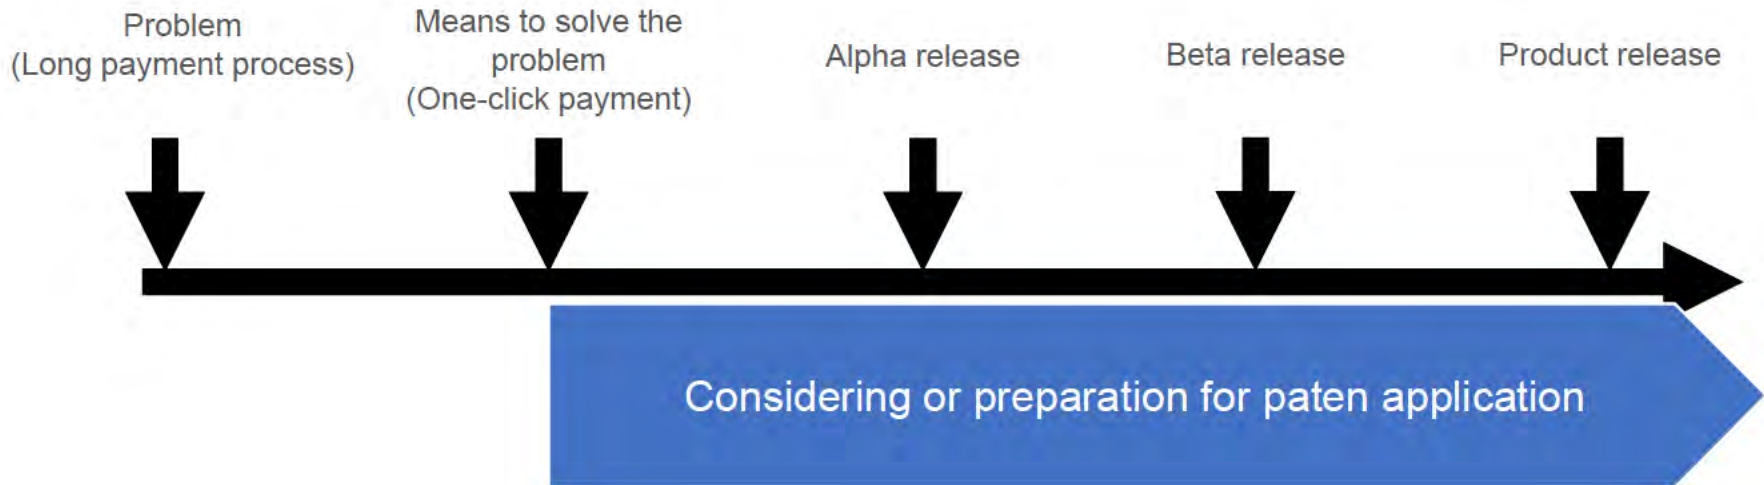 Problem
(Long payment process)
Means to solve the
problem
(One-click payment)
Alpha release
Beta release
Product release
Considering or preparation for paten application